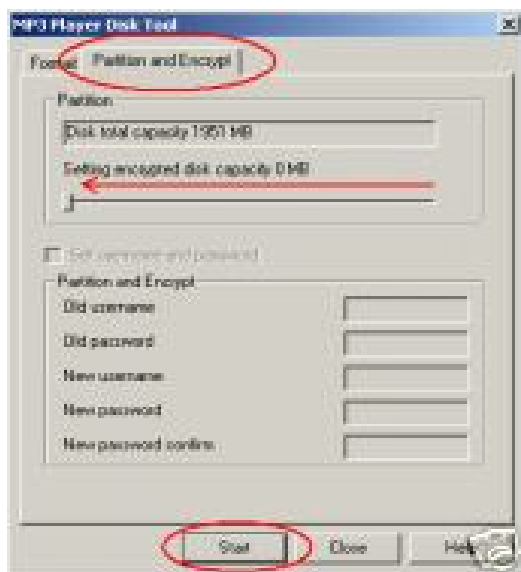 MP3 Player Disk Tool
Format Partition and Encrypt
Partition
Disk total capacity 1951 MB
Setting encrypted disk capacity 0 MB
Set username and password
Partition and Encrypt
Old username
Old password
New username
New password
New password confirm
Start Close